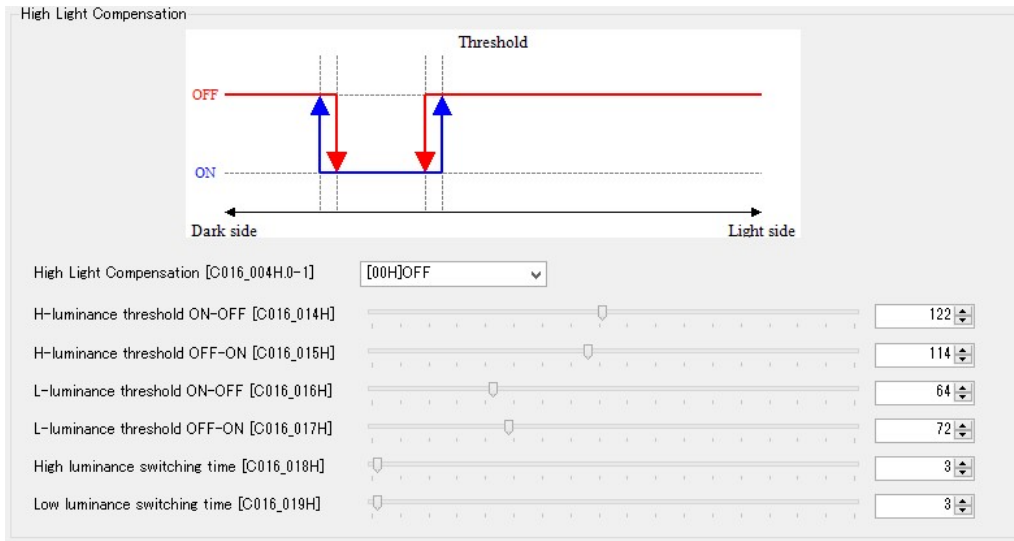 High Light Compensation
Threshold
OFF
ON
Dark side Light side
High Light Compensation [C016_004H.0-1] [00H]OFF
H-luminance threshold ON-OFF [C016_014H] 122
H-luminance threshold OFF-ON [C016_015H] 114
L-luminance threshold ON-OFF [C016_016H] 64
L-luminance threshold OFF-ON [C016_017H] 72
High luminance switching time [C016_018H] 3
Low luminance switching time [C016_019H] 3